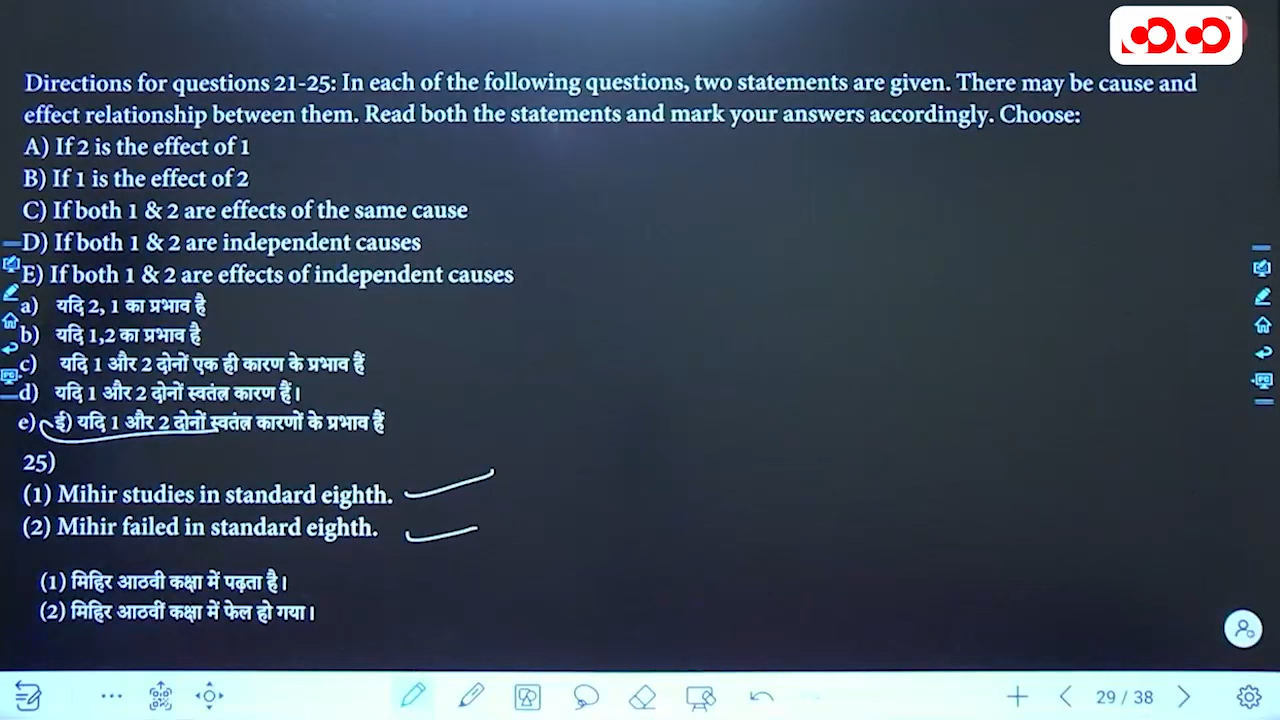 Directions for questions 21-25: In each of the following questions, two statements are given. There may be cause and
effect relationship between them. Read both the statements and mark your answers accordingly. Choose:
A) If 2 is the effect of 1
B) If 1 is the effect of 2
C) If both 1 & 2 are effects of the same cause
D) If both 1 & 2 are independent causes
E) If both 1 & 2 are effects of independent causes
a) यदि 2, 1 का प्रभाव है
b) यदि 1,2 का प्रभाव है
c) यदि 1 और 2 दोनों एक ही कारण के प्रभाव हैं
d) यदि 1 और 2 दोनों स्वतंत्र कारण हैं।
e) ई) यदि 1 और 2 दोनों स्वतंत्र कारणों के प्रभाव हैं
25)
(1) Mihir studies in standard eighth.
(2) Mihir failed in standard eighth.
(1) मिहिर आठवी कक्षा में पढ़ता है।
(2) मिहिर आठवीं कक्षा में फेल हो गया।
29 / 38